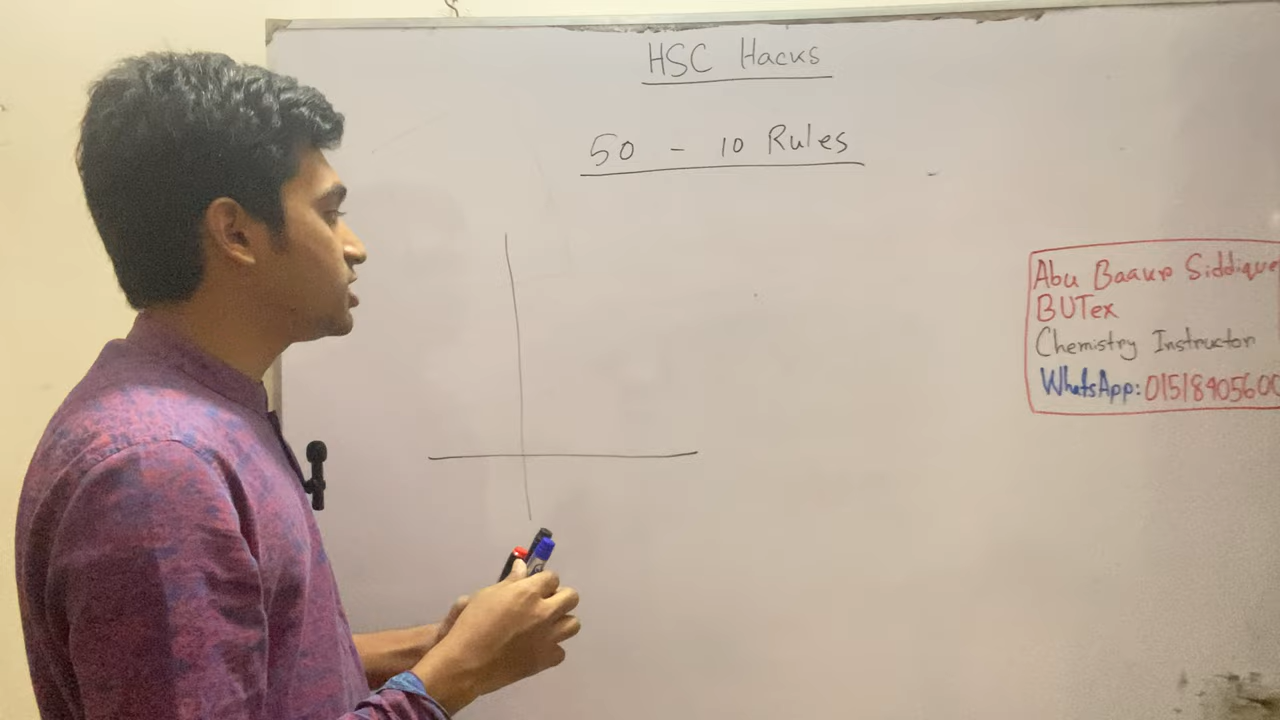 HSC Hacks
50 - 10 Rules
Abu Baaur Siddique
BUTex
Chemistry Instructor
WhatsApp: 0151840560